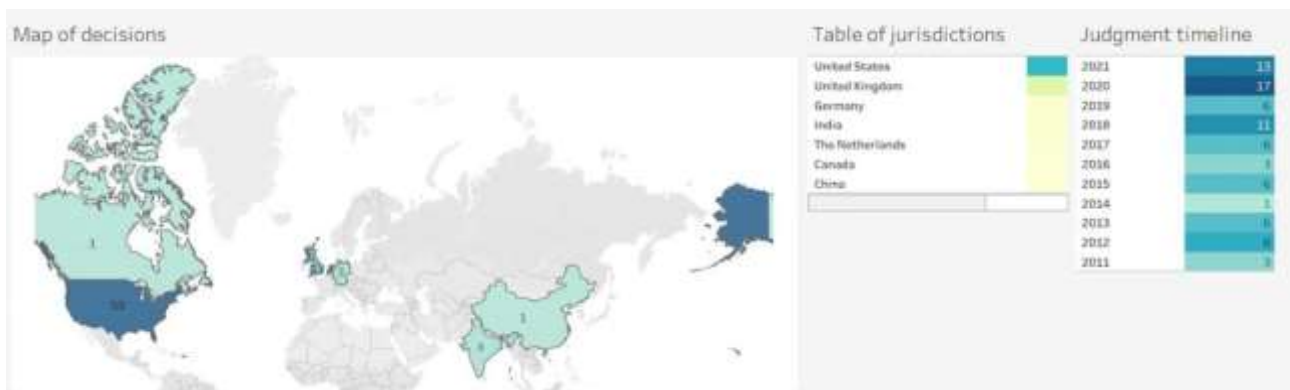 Map of decisions
Table of jurisdictions
Judgment timeline
United States
United Kingdom
Germany
India
The Netherlands
Canada
China
2021 13
2020 17
2019
2018 11
2017
2016
2015
2014 1
2013
2012
2011 3
1
1